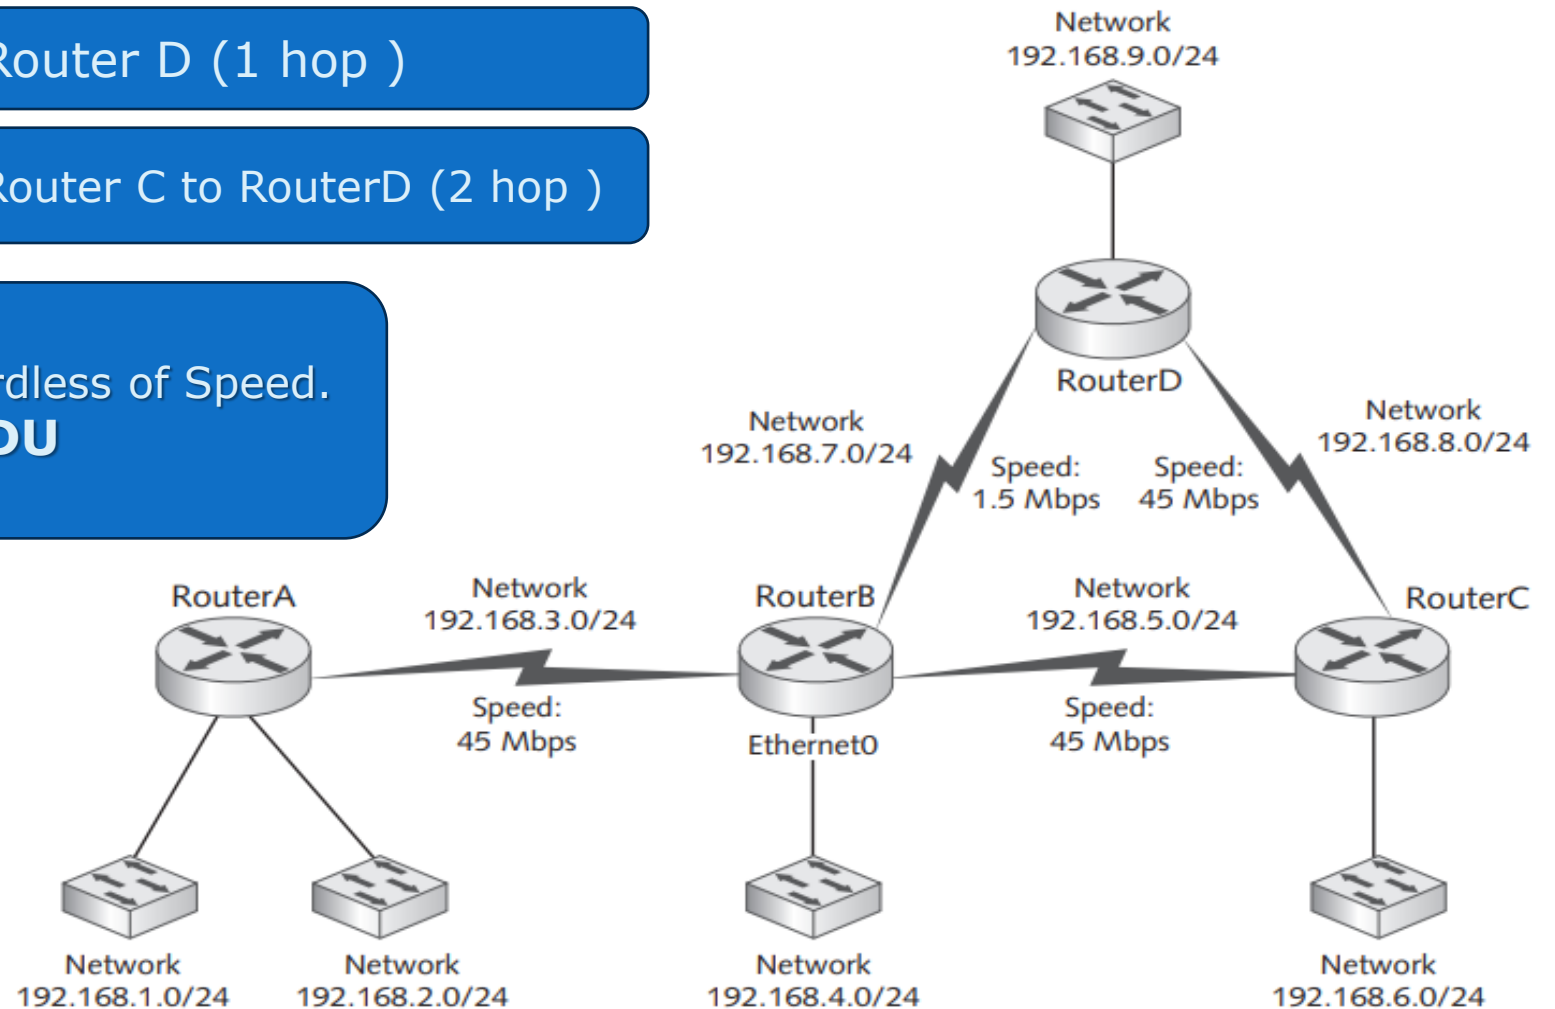 Router D (1 hop )
Router C to RouterD (2 hop )
rdless of Speed.
DU
Network
192.168.9.0/24
RouterD
Network
192.168.7.0/24
Speed:
1.5 Mbps
Speed:
45 Mbps
Network
192.168.8.0/24
RouterA
Network
192.168.3.0/24
Speed:
45 Mbps
RouterB
Ethernet0
Network
192.168.5.0/24
Speed:
45 Mbps
RouterC
Network
192.168.1.0/24
Network
192.168.2.0/24
Network
192.168.4.0/24
Network
192.168.6.0/24